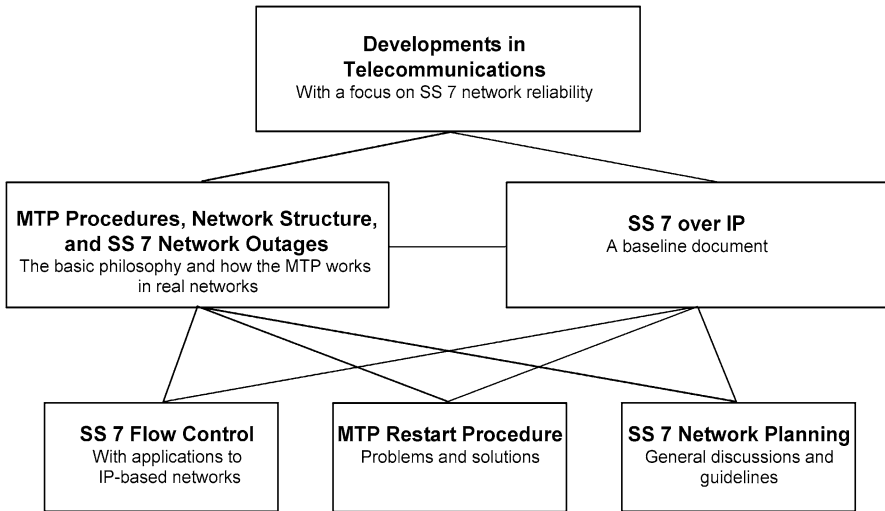 Developments in
Telecommunications
With a focus on SS 7 network reliability
MTP Procedures, Network Structure,
and SS 7 Network Outages
The basic philosophy and how the MTP works
in real networks
SS 7 over IP
A baseline document
SS 7 Flow Control
With applications to
IP-based networks
MTP Restart Procedure
Problems and solutions
SS 7 Network Planning
General discussions and
guidelines